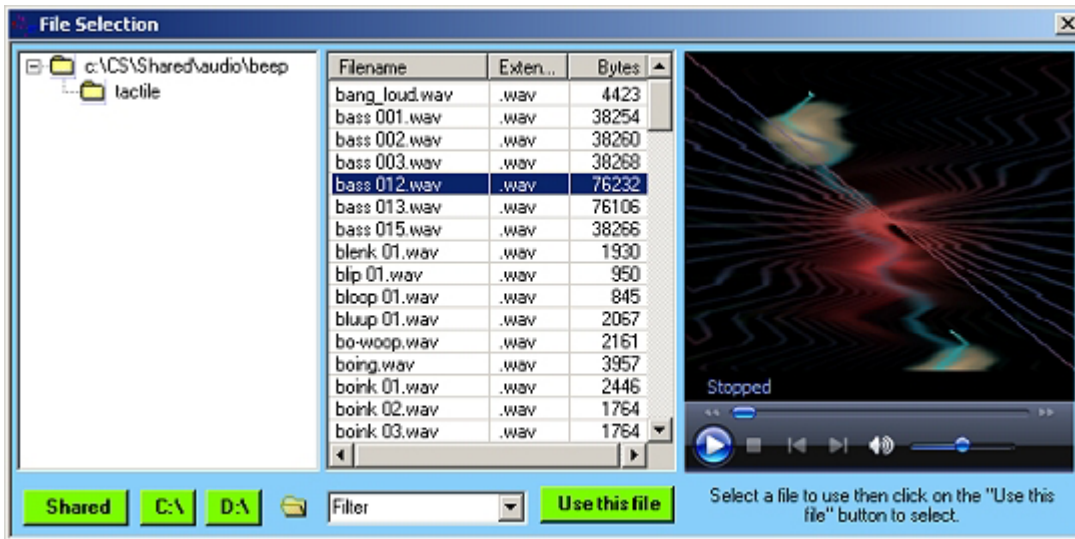 File Selection
c:\CS\Shared\audio\beep
tactile
Filename Exten... Bytes
bang_loud.wav .wav 4423
bass 001.wav .wav 38254
bass 002.wav .wav 38260
bass 003.wav .wav 38268
bass 012.wav .wav 76232
bass 013.wav .wav 76106
bass 015.wav .wav 38266
blenk 01.wav .wav 1930
blip 01.wav .wav 950
bloop 01.wav .wav 845
bluup 01.wav .wav 2067
bo-woop.wav .wav 2161
boing.wav .wav 3957
boink 01.wav .wav 2446
boink 02.wav .wav 1764
boink 03.wav .wav 1764
Stopped
Shared C:\ D:\ Filter Use this file
Select a file to use then click on the "Use this
file" button to select.